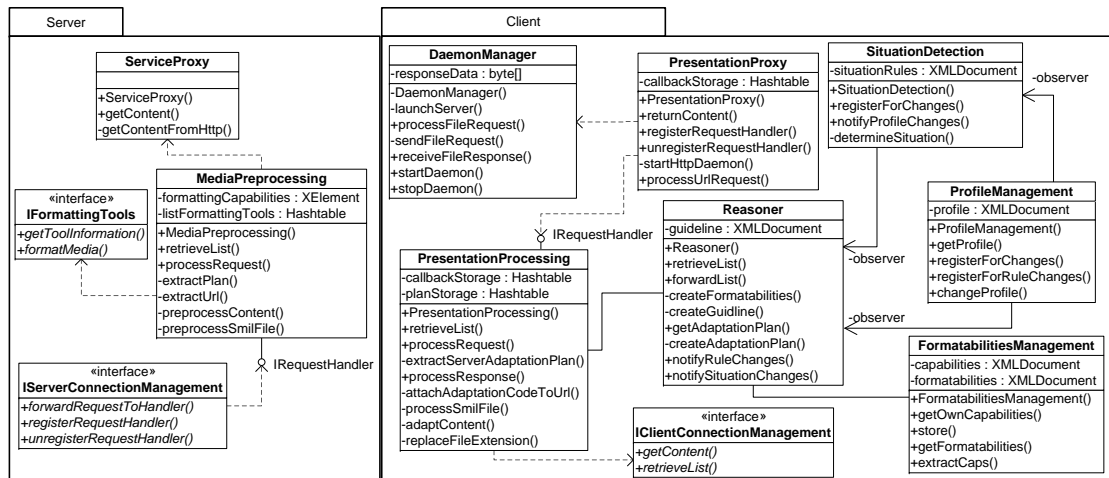 Server
ServiceProxy
+ServiceProxy()
+getContent()
-getContentFromHttp()
«interface»
IFormattingTools
+getToolInformation()
+formatMedia()
MediaPreprocessing
-formattingCapabilities : XElement
-listFormattingTools : Hashtable
+MediaPreprocessing()
+retrieveList()
+processRequest()
-extractPlan()
-extractUrl()
-preprocessContent()
-preprocessSmilFile()
IRequestHandler
«interface»
IServerConnectionManagement
+forwardRequestToHandler()
+registerRequestHandler()
+unregisterRequestHandler()
Client
DaemonManager
-responseData : byte[]
-DaemonManager()
-launchServer()
+processFileRequest()
-sendFileRequest()
+receiveFileResponse()
+startDaemon()
+stopDaemon()
PresentationProxy
-callbackStorage : Hashtable
+PresentationProxy()
+returnContent()
+registerRequestHandler()
+unregisterRequestHandler()
-startHttpDaemon()
+processUrlRequest()
SituationDetection
-situationRules : XMLDocument
+SituationDetection()
+registerForChanges()
+notifyProfileChanges()
-determineSituation()
-observer
ProfileManagement
-profile : XMLDocument
+ProfileManagement()
+getProfile()
+registerForChanges()
+registerForRuleChanges()
+changeProfile()
IRequestHandler
PresentationProcessing
-callbackStorage : Hashtable
-planStorage : Hashtable
+PresentationProcessing()
+retrieveList()
+processRequest()
-extractServerAdaptationPlan()
+processResponse()
-attachAdaptationCodeToUrl()
-processSmilFile()
-adaptContent()
-replaceFileExtension()
Reasoner
-guideline : XMLDocument
+Reasoner()
+retrieveList()
+forwardList()
-createFormatabilities()
-createGuidline()
+getAdaptationPlan()
-createAdaptationPlan()
+notifyRuleChanges()
+notifySituationChanges()
-observer
-observer
FormatabilitiesManagement
-capabilities : XMLDocument
-formatabilities : XMLDocument
+FormatabilitiesManagement()
+getOwnCapabilities()
+store()
+getFormatabilities()
+extractCaps()
«interface»
IClientConnectionManagement
+getContent()
+retrieveList()